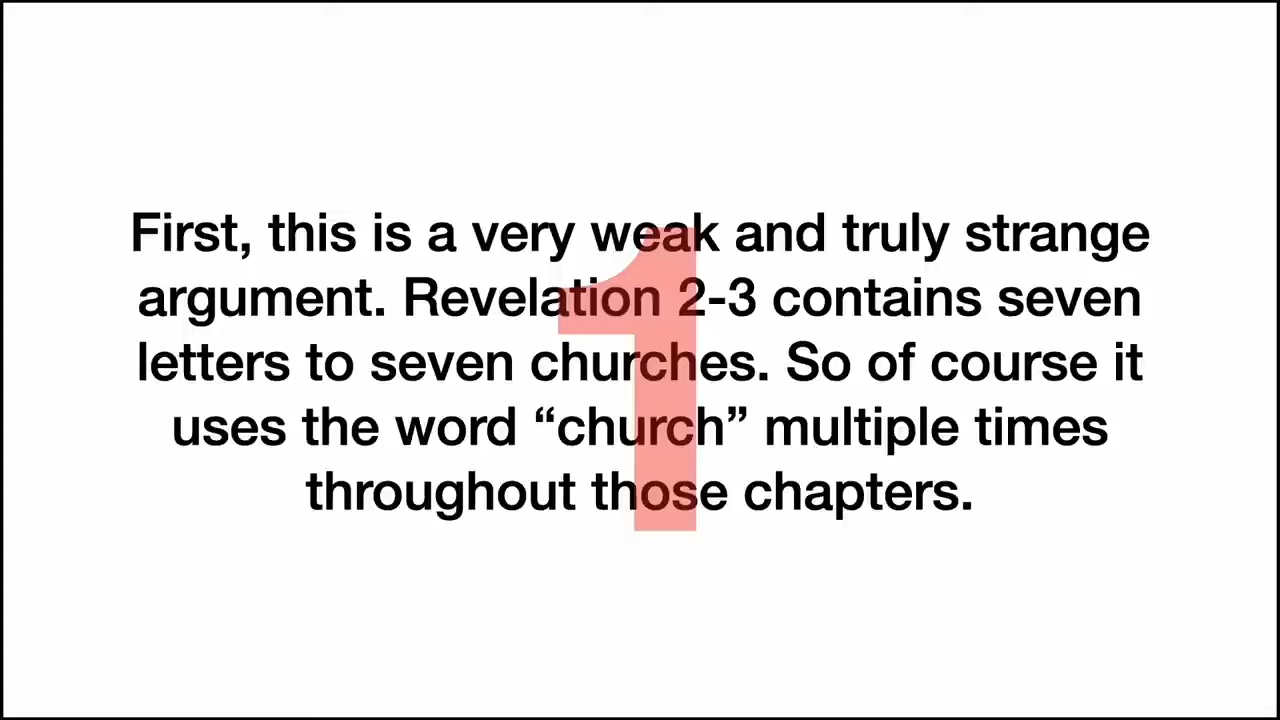 First, this is a very weak and truly strange
argument. Revelation 2-3 contains seven
letters to seven churches. So of course it
uses the word “church” multiple times
throughout those chapters.
1